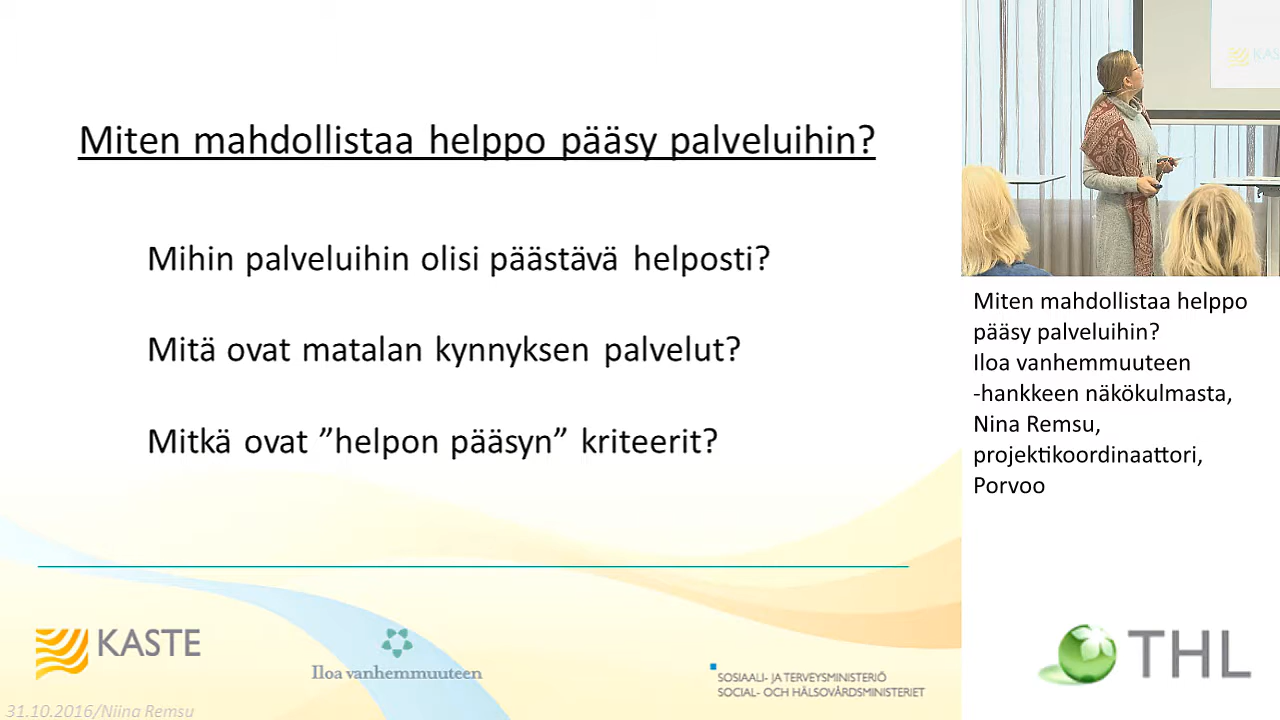 Miten mahdollistaa helppo pääsy palveluihin?
Mihin palveluihin olisi päästävä helposti?
Mitä ovat matalan kynnyksen palvelut?
Mitkä ovat ”helpon pääsyn” kriteerit?
KASTE
Iloa vanhemmuuteen
SOSIAALI- JA TERVEYSMINISTERIÖ
SOCIAL- OCH HÄLSOVÅRDSMINISTERIET
31.10.2016/Niina Remsu
KAS
Miten mahdollistaa helppo
pääsy palveluihin?
Iloa vanhemmuuteen
-hankkeen näkökulmasta,
Nina Remsu,
projektikoordinaattori,
Porvoo
THL